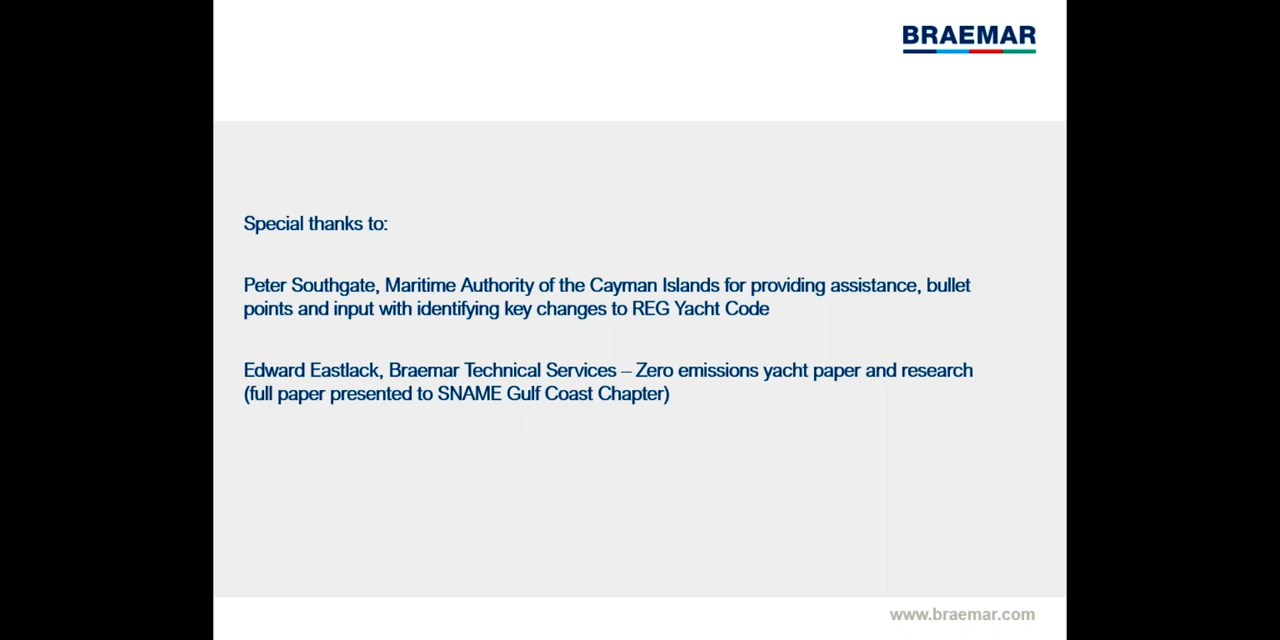 BRAEMAR
Special thanks to:
Peter Southgate, Maritime Authority of the Cayman Islands for providing assistance, bullet
points and input with identifying key changes to REG Yacht Code
Edward Eastlack, Braemar Technical Services – Zero emissions yacht paper and research
(full paper presented to SNAME Gulf Coast Chapter)
www.braemar.com